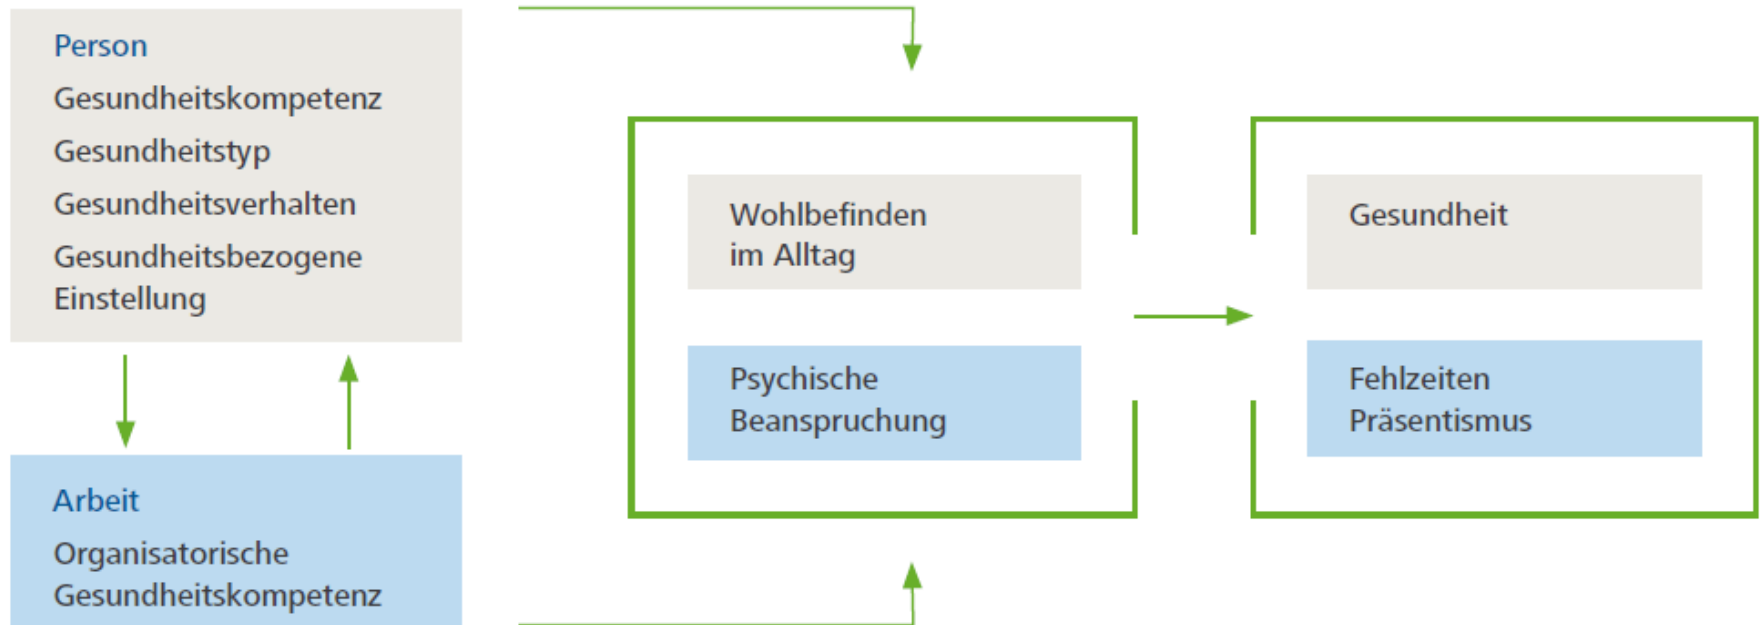 Person
Gesundheitskompetenz
Gesundheitstyp
Gesundheitsverhalten
Gesundheitsbezogene
Einstellung
Arbeit
Organisatorische
Gesundheitskompetenz
Wohlbefinden
im Alltag
Psychische
Beanspruchung
Gesundheit
Fehlzeiten
Präsentismus